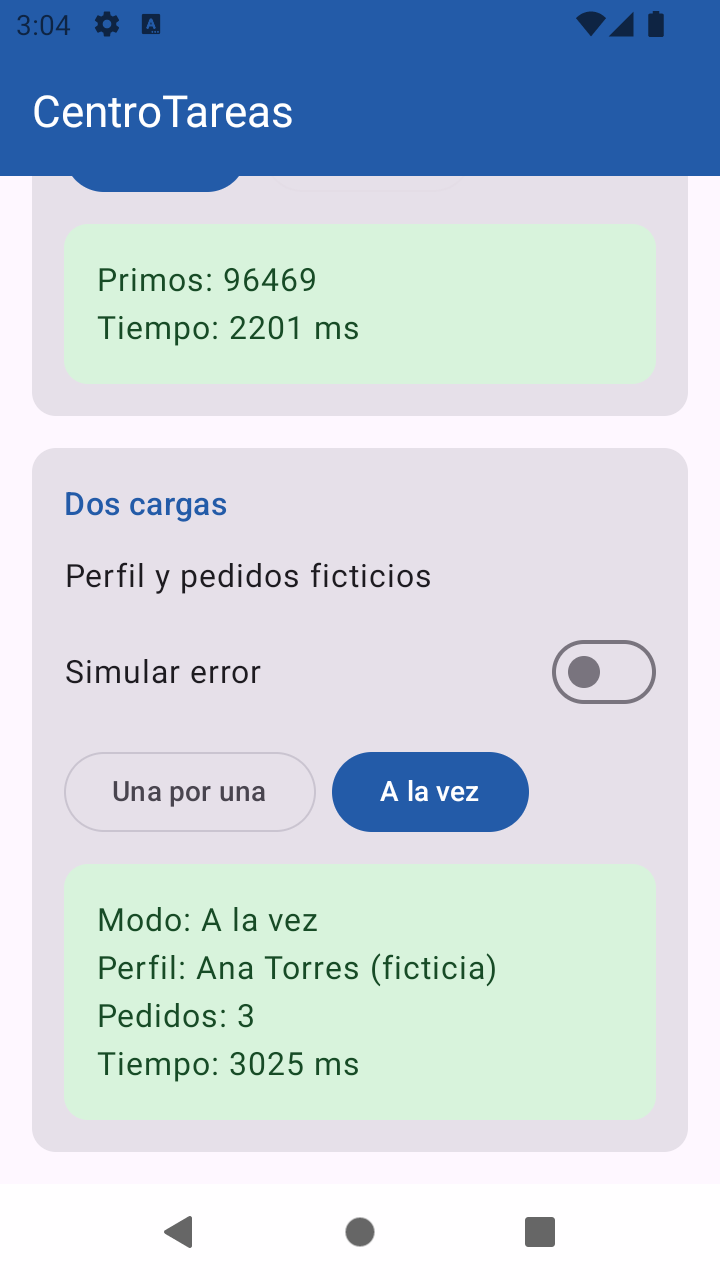 3:04
CentroTareas
Primos: 96469
Tiempo: 2201 ms
Dos cargas
Perfil y pedidos ficticios
Simular error
Una por una
A la vez
Modo: A la vez
Perfil: Ana Torres (ficticia)
Pedidos: 3
Tiempo: 3025 ms